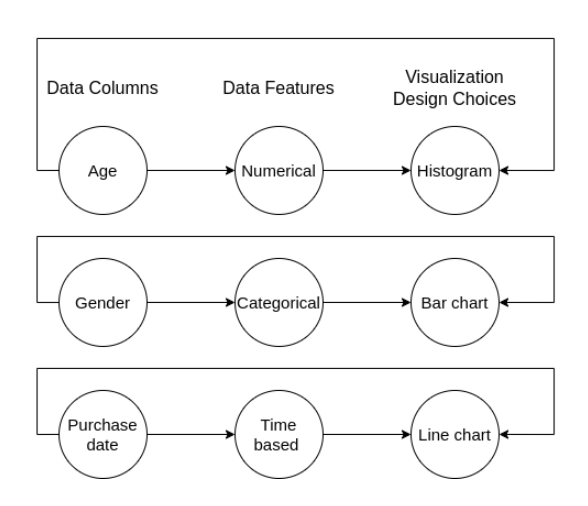 Data Columns
Data Features
Visualization
Design Choices
Age
Numerical
Histogram
Gender
Categorical
Bar chart
Purchase
date
Time
based
Line chart